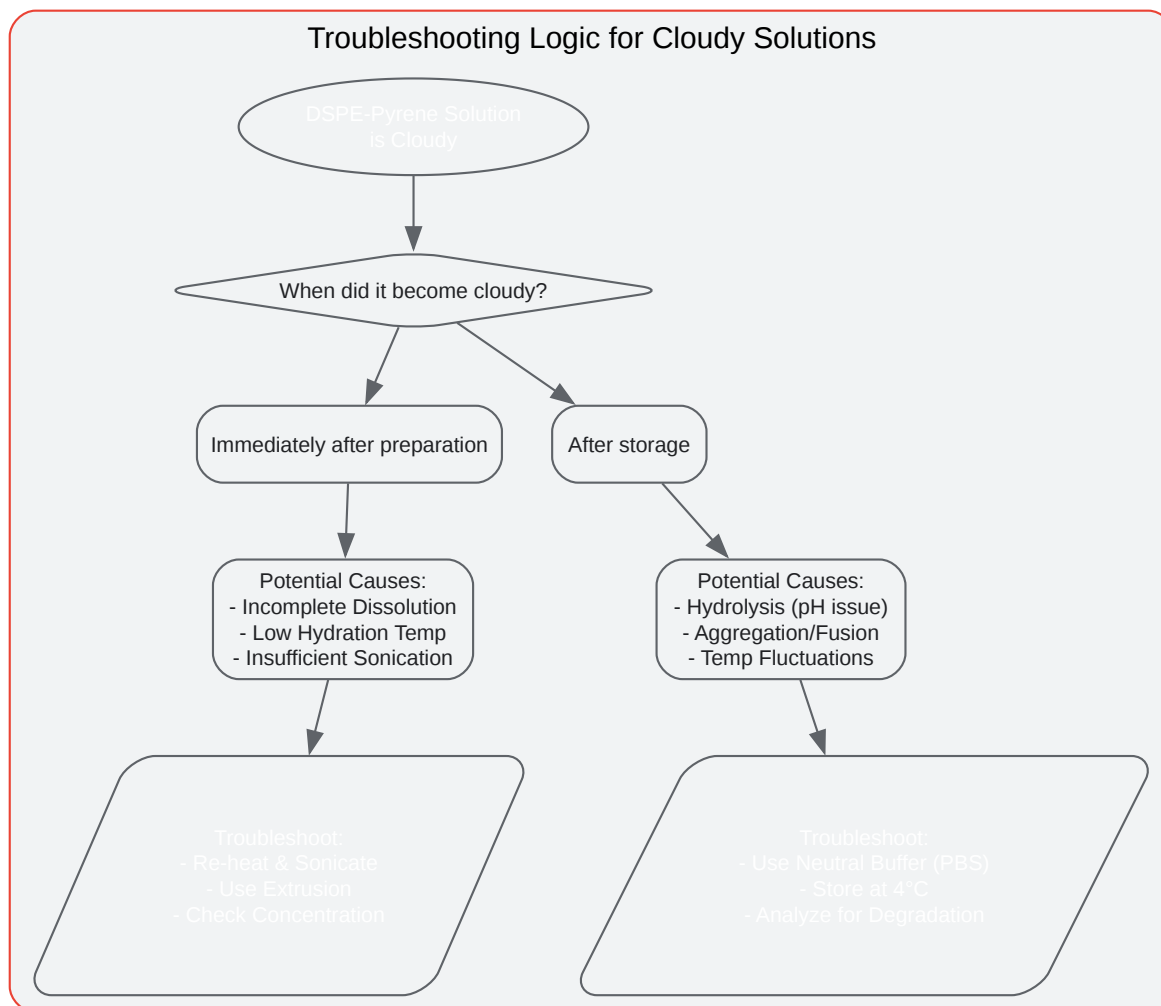 Troubleshooting Logic for Cloudy Solutions
DSPE-Pyrene Solution
is Cloudy
When did it become cloudy?
Immediately after preparation
After storage
Potential Causes:
- Incomplete Dissolution
- Low Hydration Temp
- Insufficient Sonication
Potential Causes:
- Hydrolysis (pH issue)
- Aggregation/Fusion
- Temp Fluctuations
Troubleshoot:
- Re-heat & Sonicate
- Use Extrusion
- Check Concentration
Troubleshoot:
- Use Neutral Buffer (PBS)
- Store at 4°C
- Analyze for Degradation